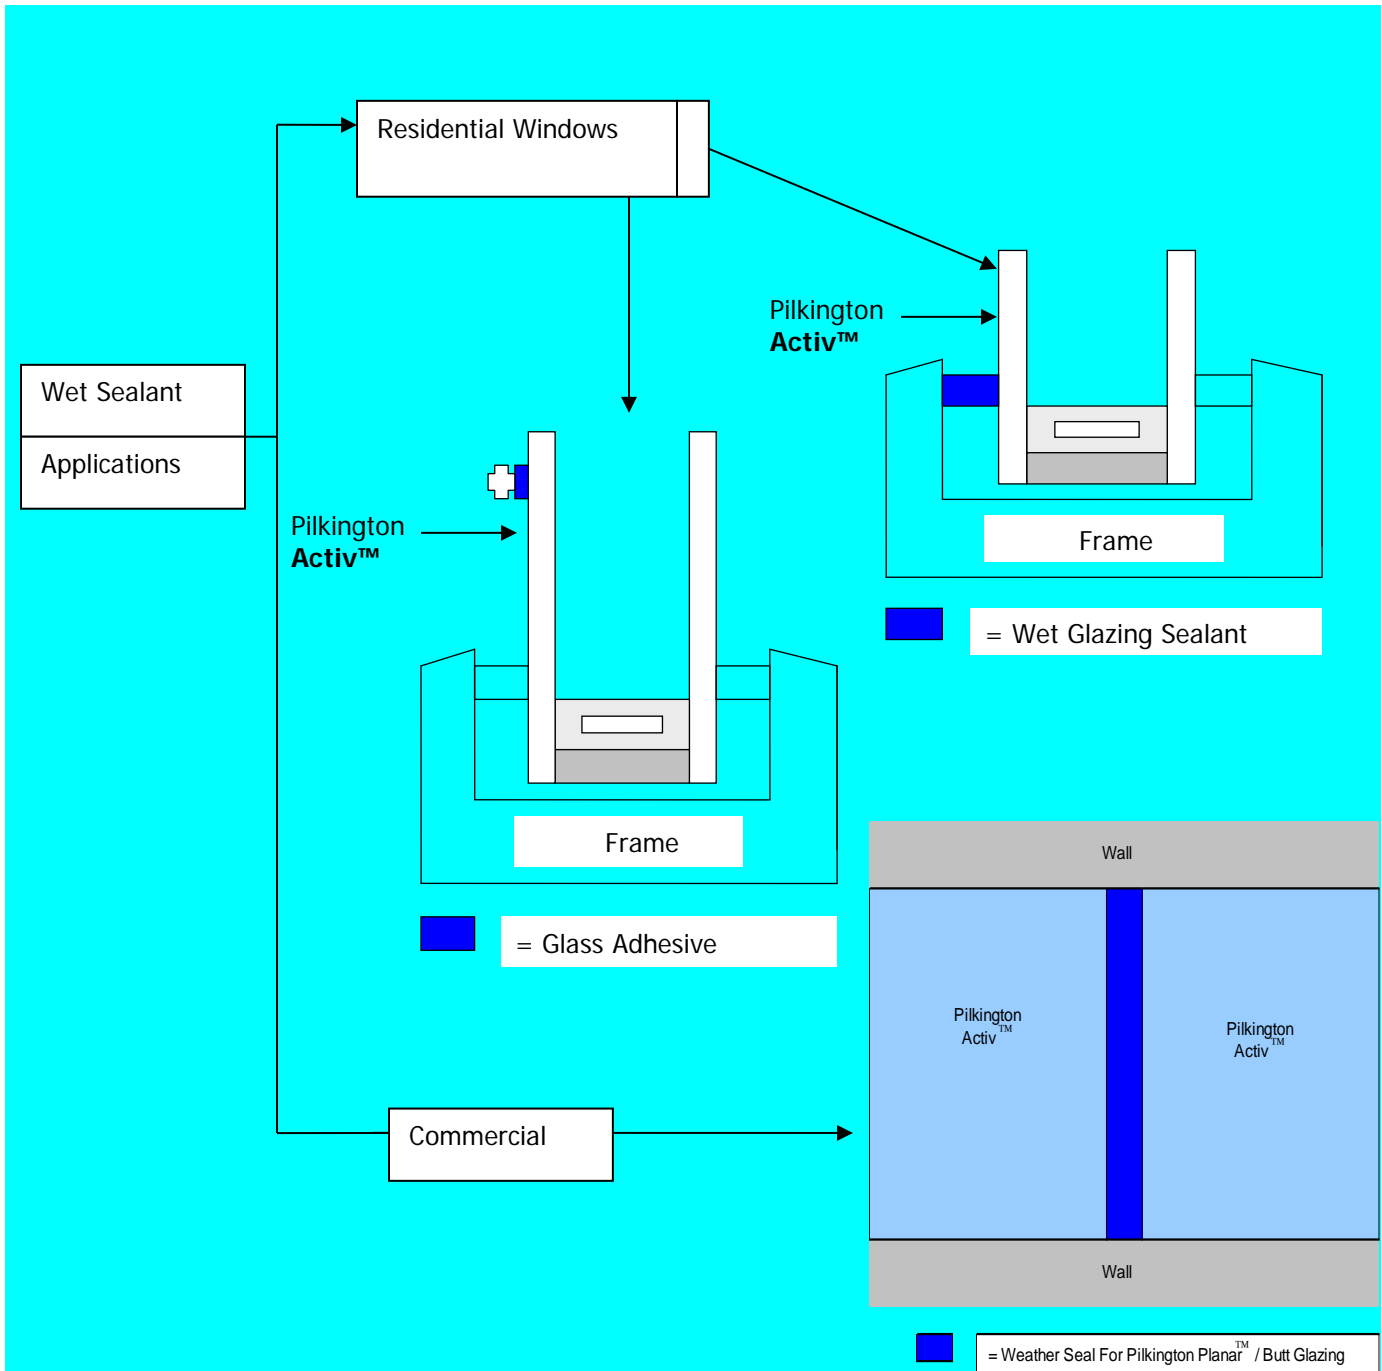 Residential Windows
Pilkington
Activ™
Wet Sealant
Applications
Pilkington
Activ™
Frame
= Wet Glazing Sealant
Frame
= Glass Adhesive
Wall
Pilkington
Activ™
Pilkington
Activ™
Commercial
Wall
= Weather Seal For Pilkington Planar™ / Butt Glazing